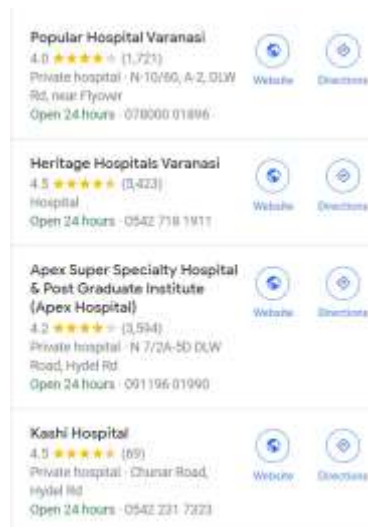 Popular Hospital Varanasi
4.0 ★★★★ (1,721)
Private hospital · N-10/60, A-2, DLW
Rd, near Flyover
Open 24 hours · 078000 01896
Website
Directions
Heritage Hospitals Varanasi
4.5 (5,423)
Hospital
Open 24 hours · 0542 718 1911
Website
Directions
Apex Super Specialty Hospital
& Post Graduate Institute
(Apex Hospital)
4.2 (3,594)
Private hospital · N 7/2A-5D DLW
Road, Hydel Rd
Open 24 hours · 091196 01990
Website
Directions
Kashi Hospital
4.5 (69)
Private hospital · Chunar Road,
Hydel Rd
Open 24 hours · 0542 231 7323
Website
Directions